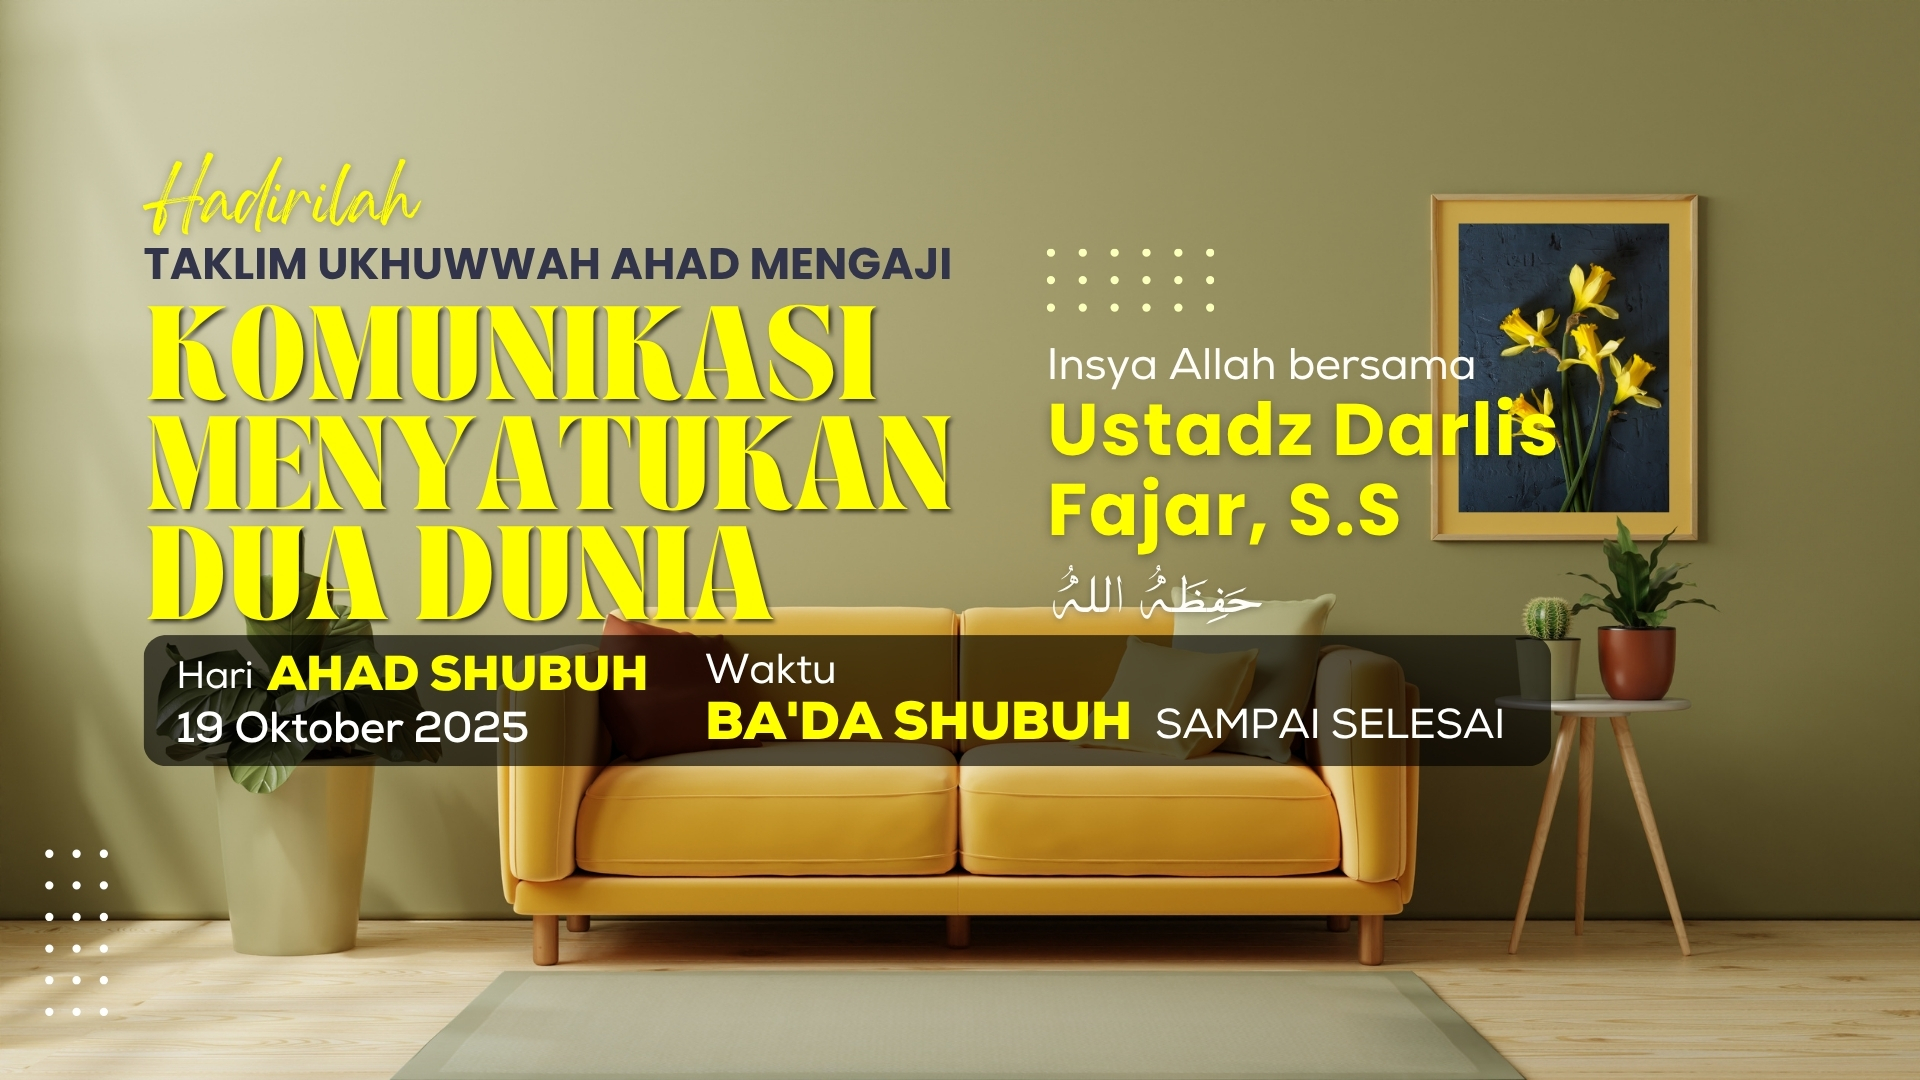 Hadirilah
TAKLIM UKHUWWAH AHAD MENGAJI
KOMUNIKASI
MENYATUKAN
DUA DUNIA
Insya Allah bersama
Ustadz Darlis
Fajar, S.S
حَفِظَهُ اللهُ
Hari AHAD SHUBUH
19 Oktober 2025
Waktu
BA'DA SHUBUH SAMPAI SELESAI